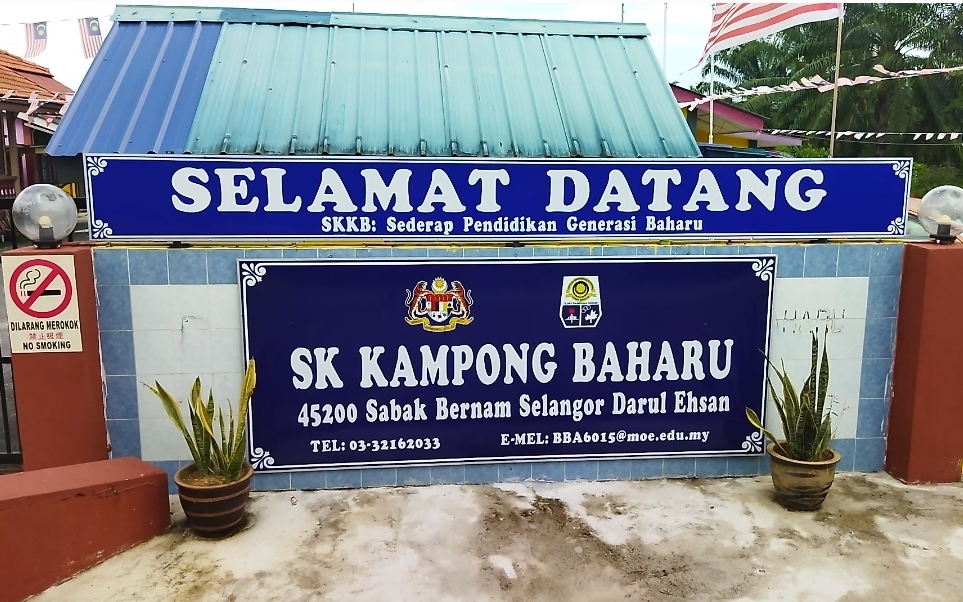 SELAMAT DATANG
SKKB: Sederap Pendidikan Generasi Baharu
DILARANG MEROKOK
禁止吸煙
NO SMOKING
SK KAMPONG BAHARU
45200 Sabak Bernam Selangor Darul Ehsan
TEL: 03-32162033
E-MEL: BBA6015@moe.edu.my